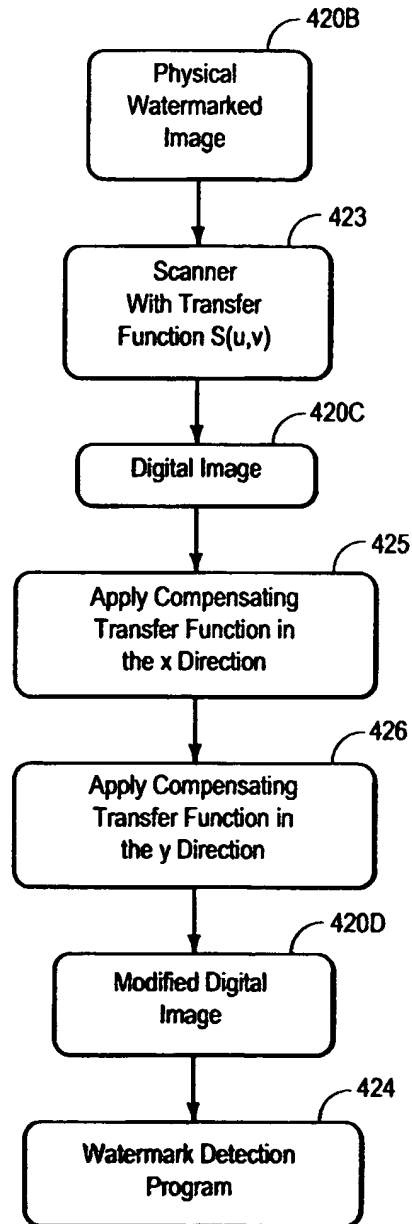 420B
Physical
Watermarked
Image
423
Scanner
With Transfer
Function S(u,v)
420C
Digital Image
425
Apply Compensating
Transfer Function in
the x Direction
426
Apply Compensating
Transfer Function in
the y Direction
420D
Modified Digital
Image
424
Watermark Detection
Program